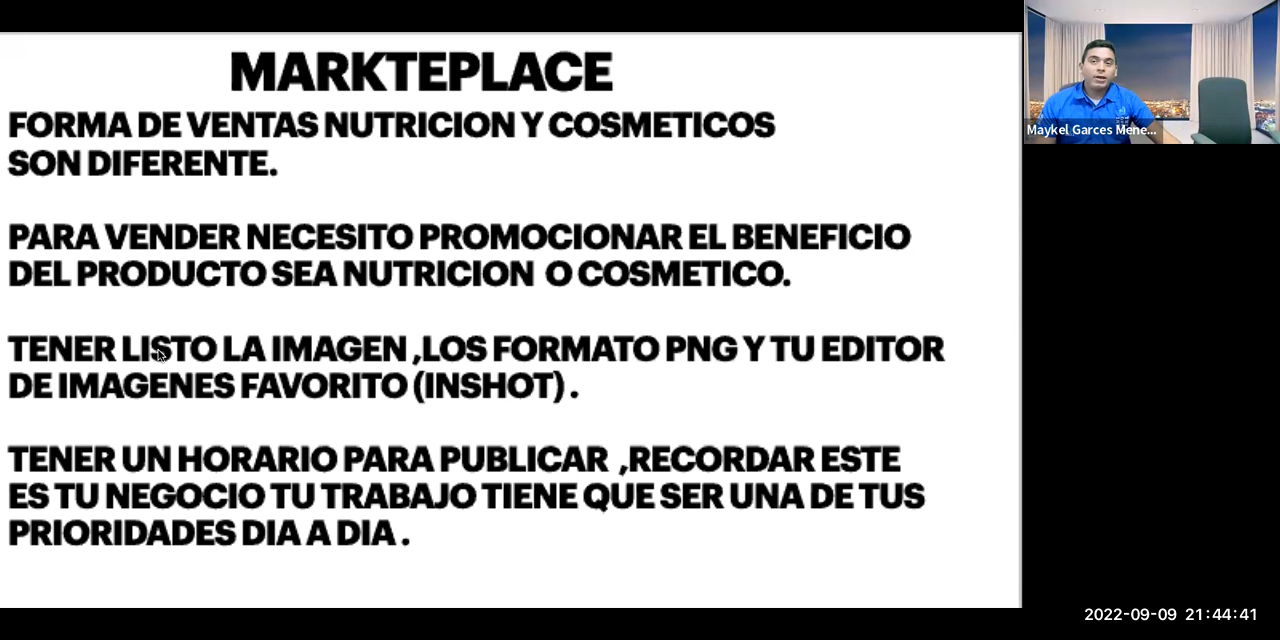 MARKTEPLACE
FORMA DE VENTAS NUTRICION Y COSMETICOS
SON DIFERENTE.
PARA VENDER NECESITO PROMOCIONAR EL BENEFICIO
DEL PRODUCTO SEA NUTRICION O COSMETICO.
TENER LISTO LA IMAGEN ,LOS FORMATO PNG Y TU EDITOR
DE IMAGENES FAVORITO (INSHOT) .
TENER UN HORARIO PARA PUBLICAR ,RECORDAR ESTE
ES TU NEGOCIO TU TRABAJO TIENE QUE SER UNA DE TUS
PRIORIDADES DIA A DIA .
Maykel Garces Mene...
2022-09-09 21:44:41